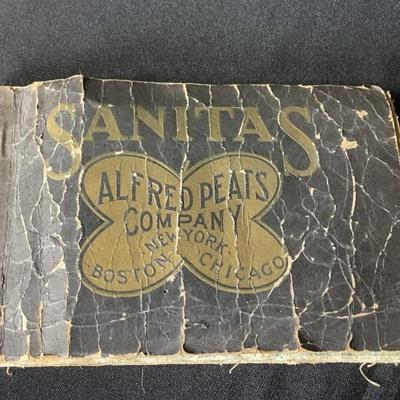 SANITAS
ALFRED PEATS
COMPANY
NEW YORK.
BOSTON. CHICAGO